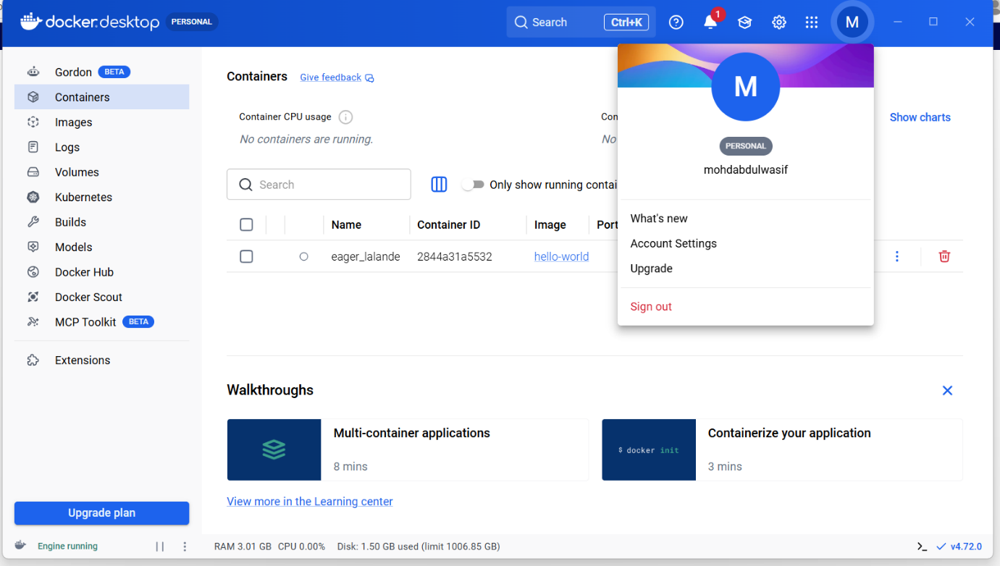 docker.desktop PERSONAL Search Ctrl+K 1 M
Gordon BETA
Containers
Images
Logs
Volumes
Kubernetes
Builds
Models
Docker Hub
Docker Scout
MCP Toolkit BETA
Extensions
Upgrade plan
Containers Give feedback
Container CPU usage
No containers are running.
Con
No
Show charts
Search
Only show running contai
Name Container ID Image Port
eager_lalande 2844a31a5532 hello-world
M
PERSONAL
mohdabdulwasif
What's new
Account Settings
Upgrade
Sign out
Walkthroughs
Multi-container applications
8 mins
$ docker init
Containerize your application
3 mins
View more in the Learning center
Engine running RAM 3.01 GB CPU 0.00% Disk: 1.50 GB used (limit 1006.85 GB) v4.72.0